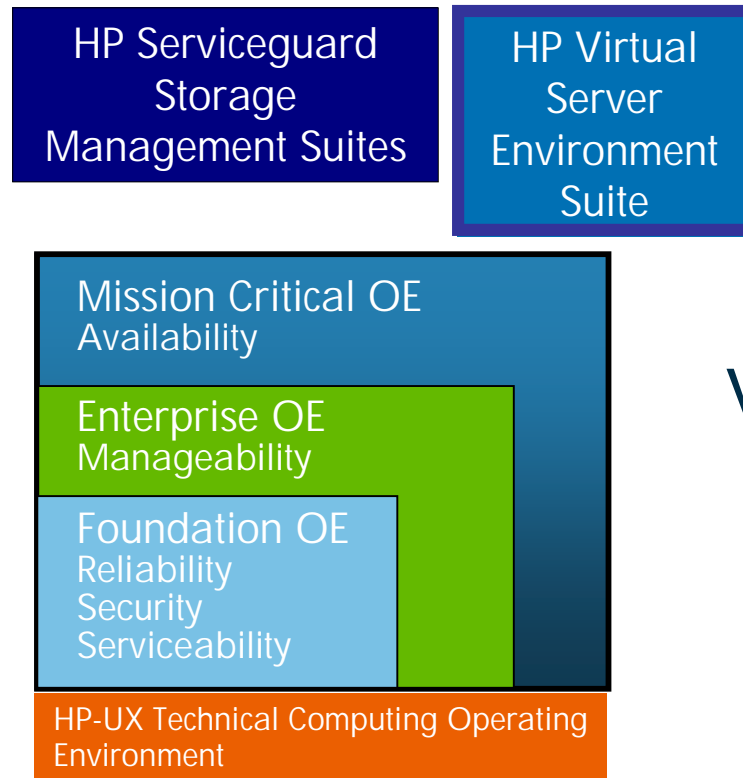 HP Serviceguard
Storage
Management Suites
HP Virtual
Server
Environment
Suite
Mission Critical OE
Availability
Enterprise OE
Manageability
Foundation OE
Reliability
Security
Serviceability
HP-UX Technical Computing Operating
Environment